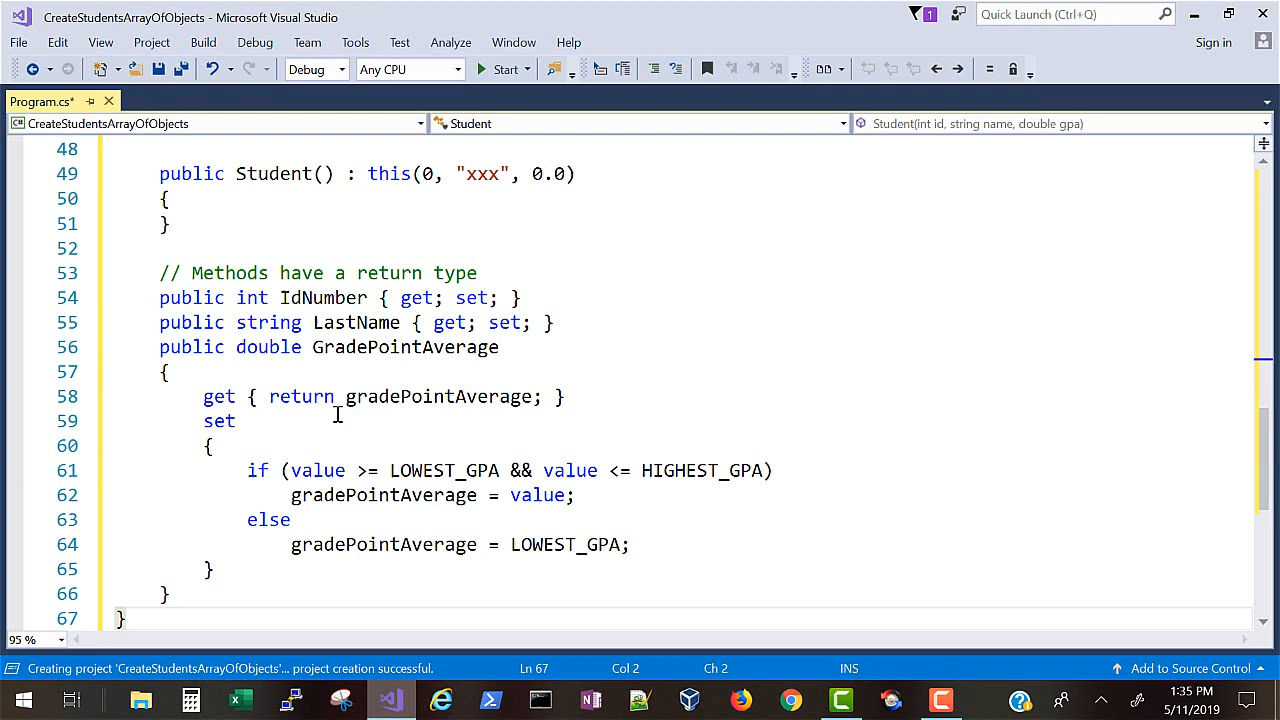 CreateStudentsArrayOfObjects - Microsoft Visual Studio
1
Quick Launch (Ctrl+Q)
File Edit View Project Build Debug Team Tools Test Analyze Window Help
Sign in
Debug Any CPU Start
Program.cs*
CreateStudentsArrayOfObjects Student Student(int id, string name, double gpa)
48
49 public Student() : this(0, "xxx", 0.0)
50 {
51 }
52
53 // Methods have a return type
54 public int IdNumber { get; set; }
55 public string LastName { get; set; }
56 public double GradePointAverage
57 {
58 get { return gradePointAverage; }
59 set
60 {
61 if (value >= LOWEST_GPA && value <= HIGHEST_GPA)
62 gradePointAverage = value;
63 else
64 gradePointAverage = LOWEST_GPA;
65 }
66 }
67 }
95 %
Creating project 'CreateStudentsArrayOfObjects'... project creation successful. Ln 67 Col 2 Ch 2 INS Add to Source Control
1:35 PM
5/11/2019